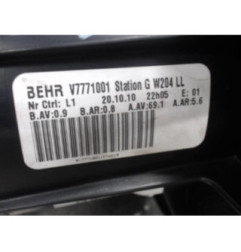 BEHR V7771001 Station G W204 LL
Nr Ctrl: L1 20.10.10 22h05 E: 01
B.AV:0.9 B.AR:0.8 A.AV:69.1 A.AR:5.6